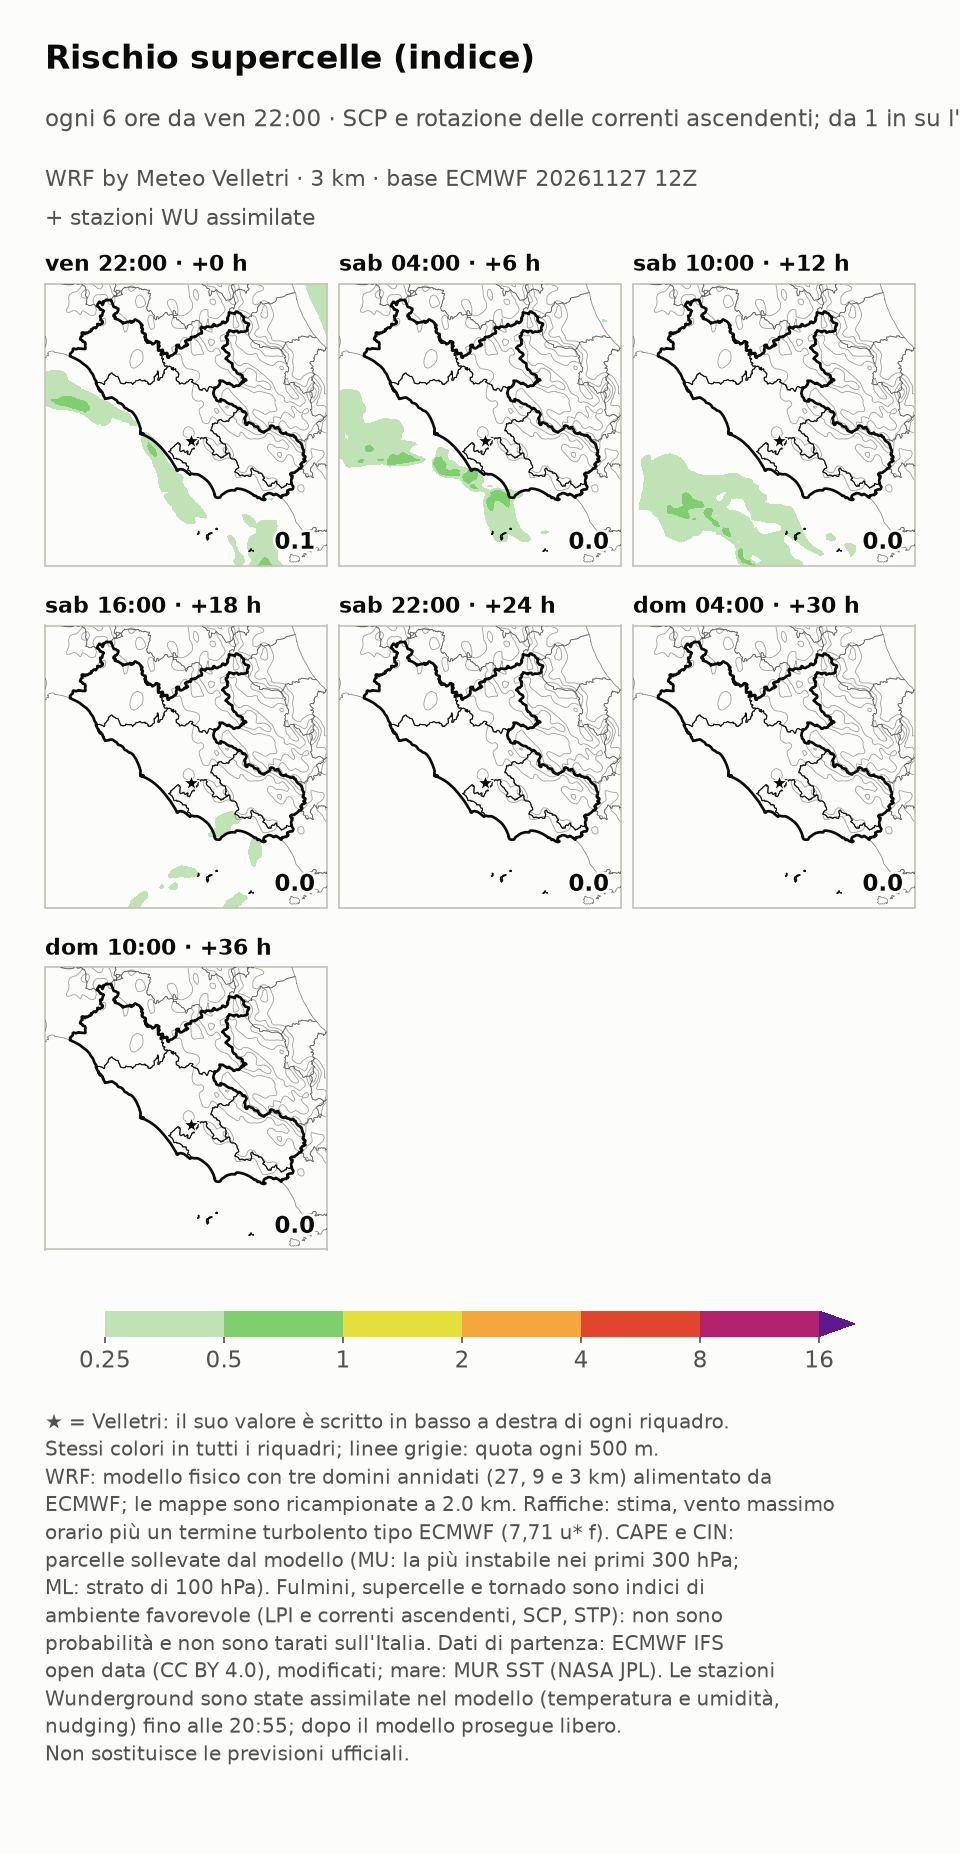 Rischio supercelle (indice)
ogni 6 ore da ven 22:00 · SCP e rotazione delle correnti ascendenti; da 1 in su l'
WRF by Meteo Velletri · 3 km · base ECMWF 20261127 12Z
+ stazioni WU assimilate
ven 22:00 · +0 h
sab 04:00 · +6 h
sab 10:00 · +12 h
0.1
0.0
0.0
sab 16:00 · +18 h
sab 22:00 · +24 h
dom 04:00 · +30 h
0.0
0.0
0.0
dom 10:00 · +36 h
0.0
0.25
0.5
1
2
4
8
16
★ = Velletri: il suo valore è scritto in basso a destra di ogni riquadro.
Stessi colori in tutti i riquadri; linee grigie: quota ogni 500 m.
WRF: modello fisico con tre domini annidati (27, 9 e 3 km) alimentato da
ECMWF; le mappe sono ricampionate a 2.0 km. Raffiche: stima, vento massimo
orario più un termine turbolento tipo ECMWF (7,71 u* f). CAPE e CIN:
parcelle sollevate dal modello (MU: la più instabile nei primi 300 hPa;
ML: strato di 100 hPa). Fulmini, supercelle e tornado sono indici di
ambiente favorevole (LPI e correnti ascendenti, SCP, STP): non sono
probabilità e non sono tarati sull'Italia. Dati di partenza: ECMWF IFS
open data (CC BY 4.0), modificati; mare: MUR SST (NASA JPL). Le stazioni
Wunderground sono state assimilate nel modello (temperatura e umidità,
nudging) fino alle 20:55; dopo il modello prosegue libero.
Non sostituisce le previsioni ufficiali.